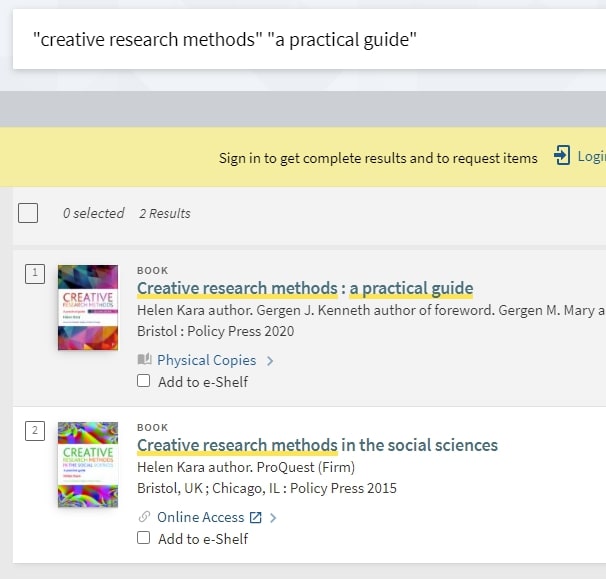 "creative research methods" "a practical guide"
Sign in to get complete results and to request items Logi
0 selected 2 Results
1
CREATIVE
RESEARCH METHODS
BOOK
Creative research methods : a practical guide
Helen Kara author. Gergen J. Kenneth author of foreword. Gergen M. Mary a
Bristol : Policy Press 2020
Physical Copies
Add to e-Shelf
2
CREATIVE
RESEARCH METHODS
IN THE SOCIAL SCIENCES
BOOK
Creative research methods in the social sciences
Helen Kara author. ProQuest (Firm)
Bristol, UK ; Chicago, IL : Policy Press 2015
Online Access
Add to e-Shelf